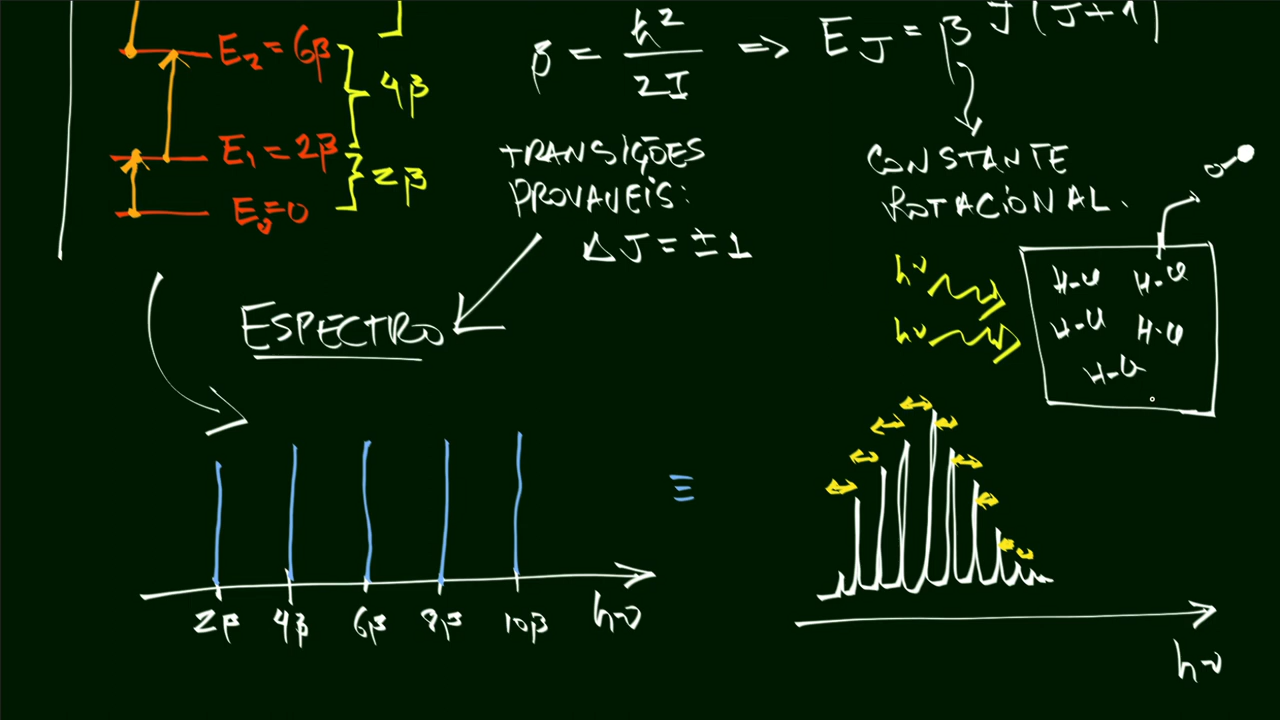 E₂ = 6β
4β
E₁ = 2β
2β
E₀=0
β = ħ²/2I => E_J = β J(J+1)
TRANSIÇÕES
PROVAVEIS:
ΔJ = ±1
CONSTANTE
ROTACIONAL.
hν
hν
H-Cl H-Cl
H-Cl H-Cl
H-Cl
ESPECTRO
≡
2β 4β 6β 8β 10β hν
hν